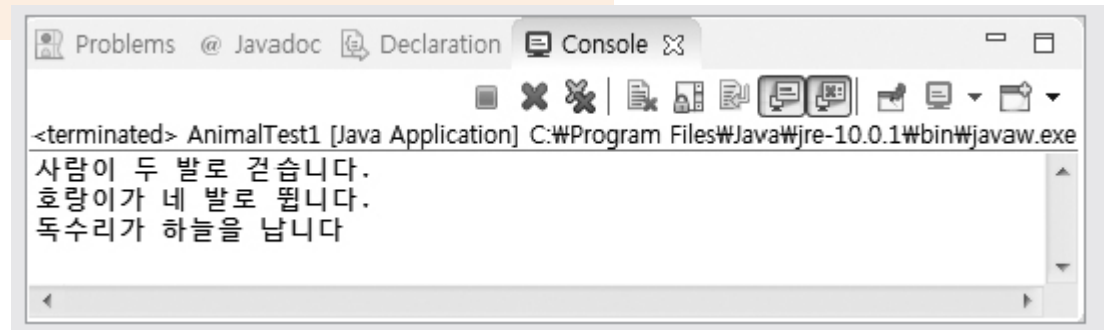 Problems @ Javadoc Declaration Console
<terminated> AnimalTest1 [Java Application] C:₩Program Files₩Java₩jre-10.0.1₩bin₩javaw.exe
사람이 두 발로 걷습니다.
호랑이가 네 발로 뜁니다.
독수리가 하늘을 납니다